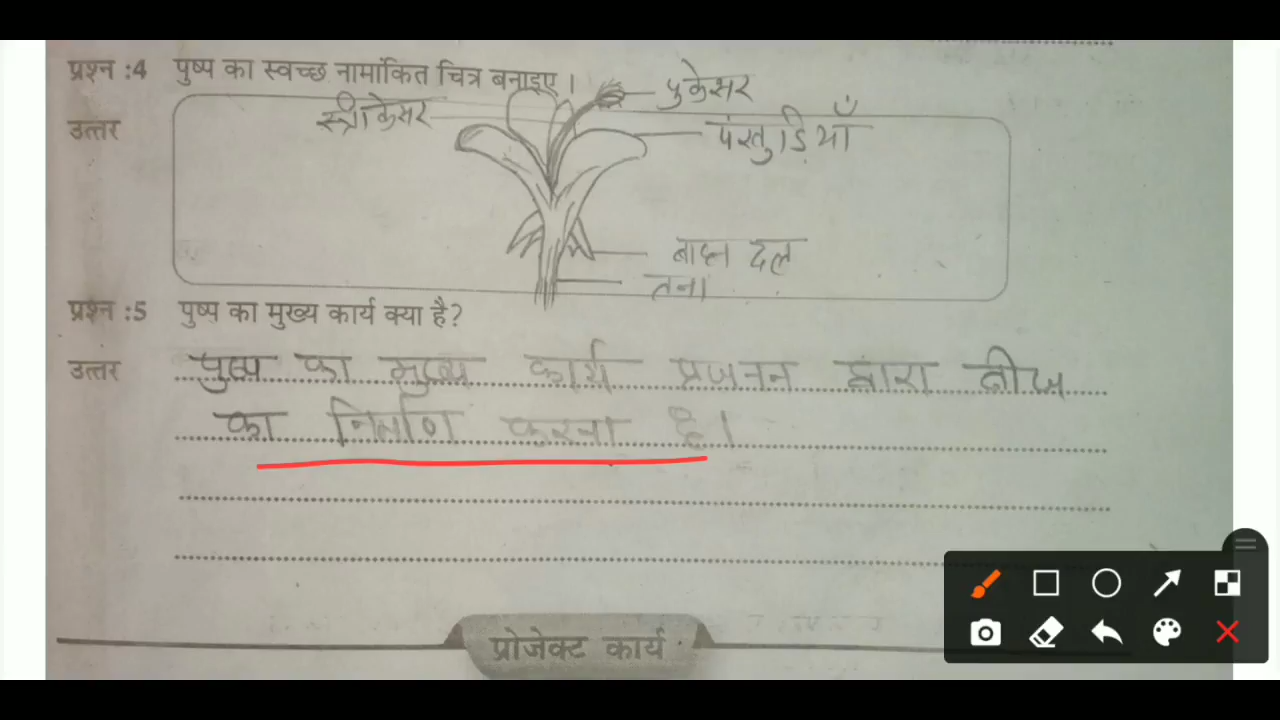 प्रश्न :4 पुष्प का स्वच्छ नामांकित चित्र बनाइए ।
उत्तर
पुकेसर
स्त्रीकेसर
पंखुडियाँ
बाह्य दल
तना
प्रश्न :5 पुष्प का मुख्य कार्य क्या है?
उत्तर पुष्प का मुख्य कार्य प्रजनन द्वारा बीज
का निर्माण करना है।
प्रोजेक्ट कार्य